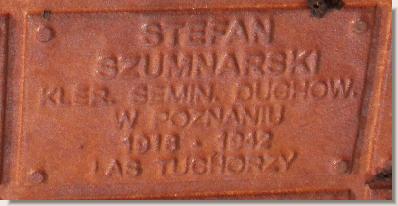 STEFAN
SZUMNARSKI
KLER. SEMIN. DUCHOW.
W POZNANIU
1918 - 1942
LAS TUCHORZY